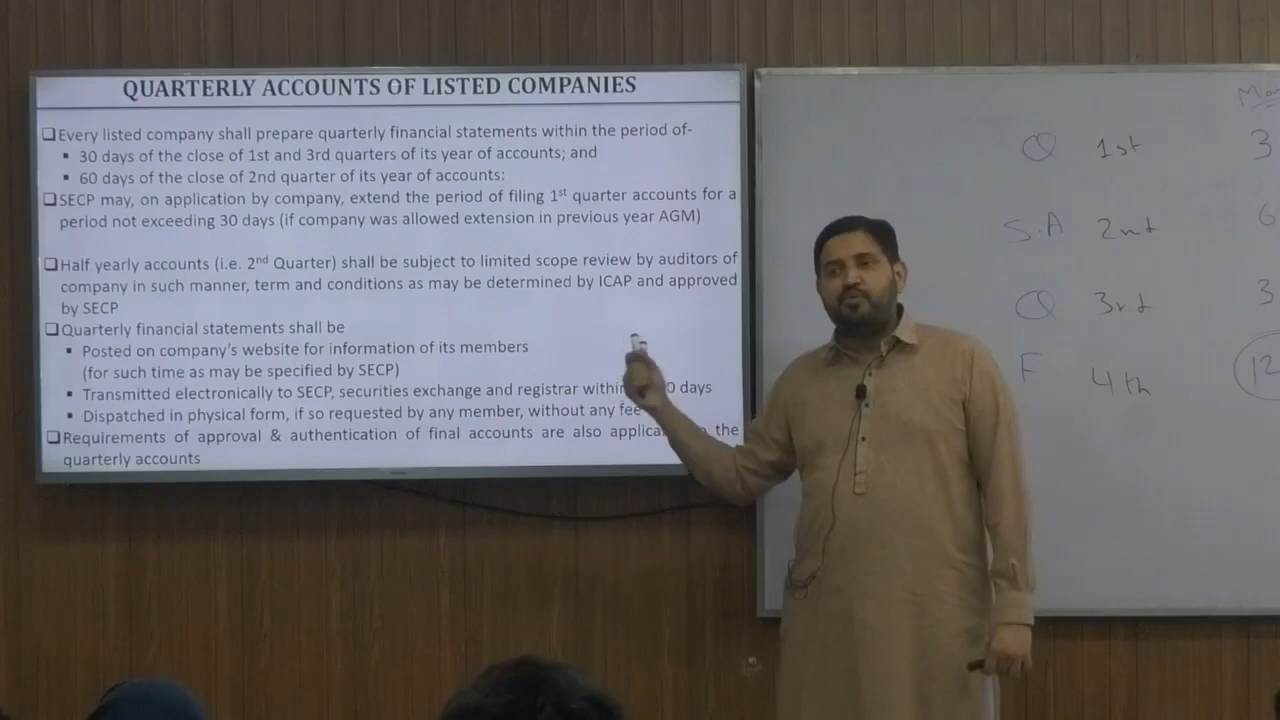 QUARTERLY ACCOUNTS OF LISTED COMPANIES
❑Every listed company shall prepare quarterly financial statements within the period of-
▪ 30 days of the close of 1st and 3rd quarters of its year of accounts; and
▪ 60 days of the close of 2nd quarter of its year of accounts:
❑SECP may, on application by company, extend the period of filing 1st quarter accounts for a
period not exceeding 30 days (if company was allowed extension in previous year AGM)
❑Half yearly accounts (i.e. 2nd Quarter) shall be subject to limited scope review by auditors of
company in such manner, term and conditions as may be determined by ICAP and approved
by SECP
❑Quarterly financial statements shall be
▪ Posted on company's website for information of its members
(for such time as may be specified by SECP)
▪ Transmitted electronically to SECP, securities exchange and registrar within 0 days
▪ Dispatched in physical form, if so requested by any member, without any fee
❑Requirements of approval & authentication of final accounts are also the
quarterly accounts
Q 1st 3
S.A 2nd 6
Q 3rd 3
F 4th 12